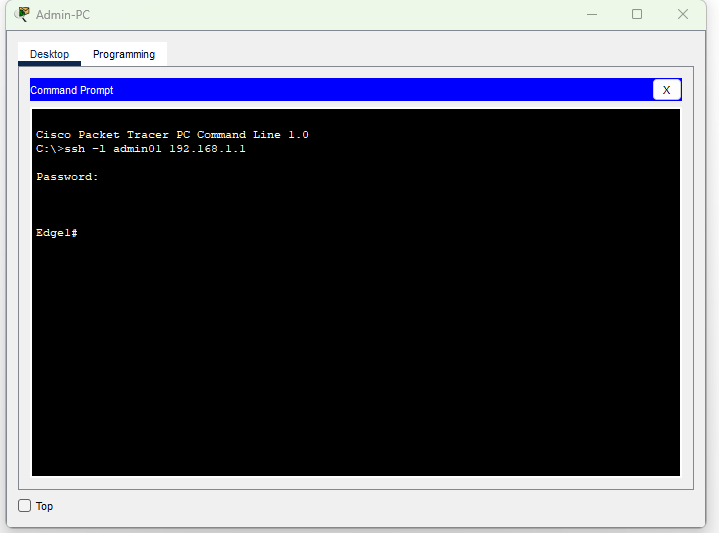 Admin-PC
Desktop Programming
Command Prompt X
Cisco Packet Tracer PC Command Line 1.0
C:\>ssh -l admin01 192.168.1.1
Password:
Edge1#
Top